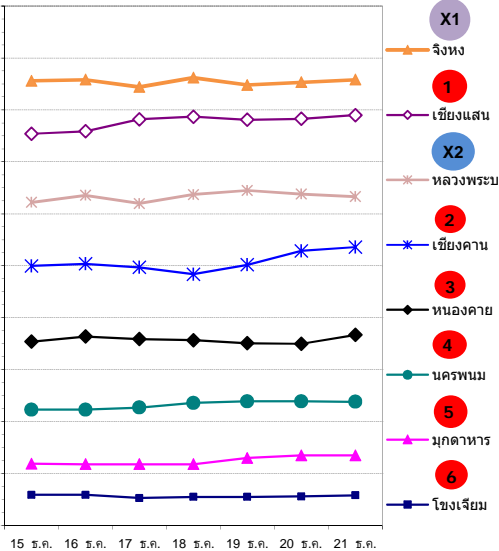 X1
จิงหง
1
เชียงแสน
X2
หลวงพระบ
2
เชียงคาน
3
หนองคาย
4
นครพนม
5
มุกดาหาร
6
โขงเจียม
15 ธ.ค. 16 ธ.ค. 17 ธ.ค. 18 ธ.ค. 19 ธ.ค. 20 ธ.ค. 21 ธ.ค.